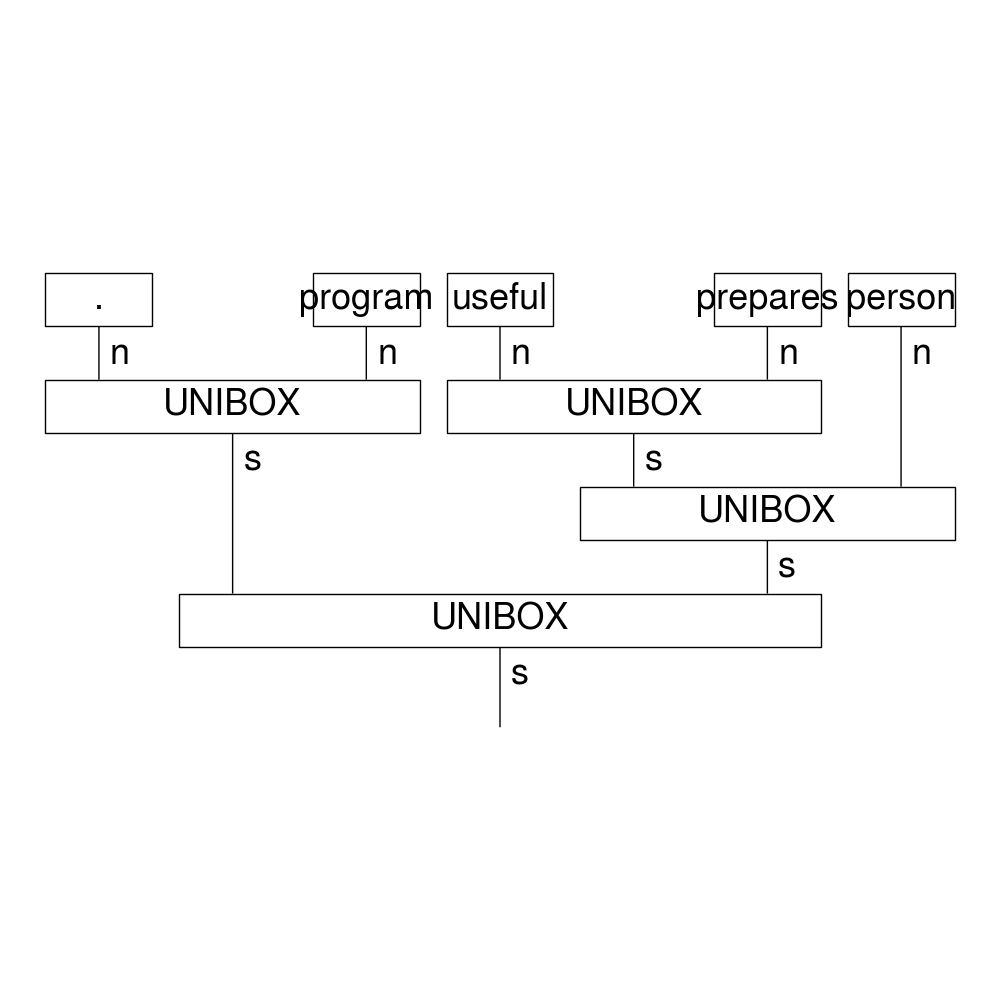 . program useful prepares person
n n n n n
UNIBOX UNIBOX
s s
UNIBOX
s
UNIBOX
s